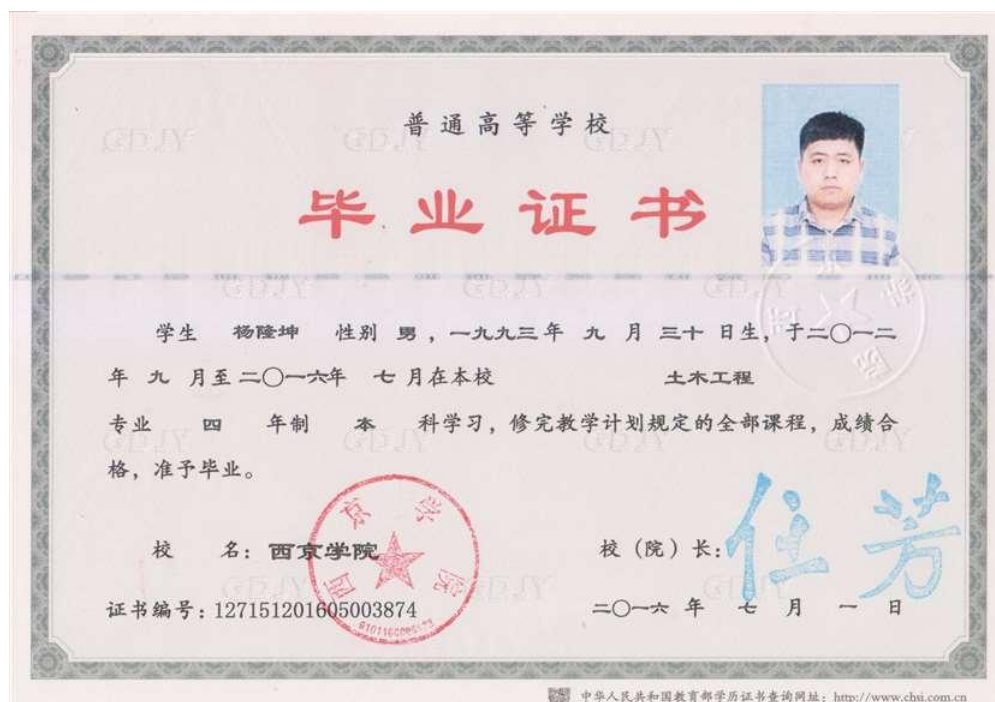 普通高等学校
毕业证书
学生 杨隆坤 性别 男，一九九三年 九 月 三十 日生，于二〇一二
年 九 月至二〇一六年 七 月在本校 土木工程
专业 四 年制 本 科学习，修完教学计划规定的全部课程，成绩合
格，准予毕业。
校 名：西京学院
校（院）长：任芳
证书编号：127151201605003874
二〇一六 年 七 月 一 日
西京学院
中华人民共和国教育部学历证书查询网址：http://www.chsi.com.cn
GDJY